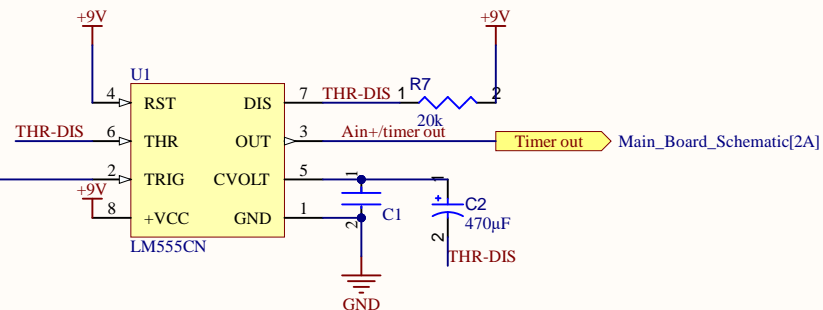 +9V
+9V
U1
4 RST DIS 7 THR-DIS 1 R7 2
20k
THR-DIS 6 THR OUT 3 Ain+/timer out Timer out Main_Board_Schematic[2A]
2 TRIG CVOLT 5 1 1
+9V
8 +VCC GND 1 2 C1 C2
470µF
2
LM555CN
THR-DIS
GND